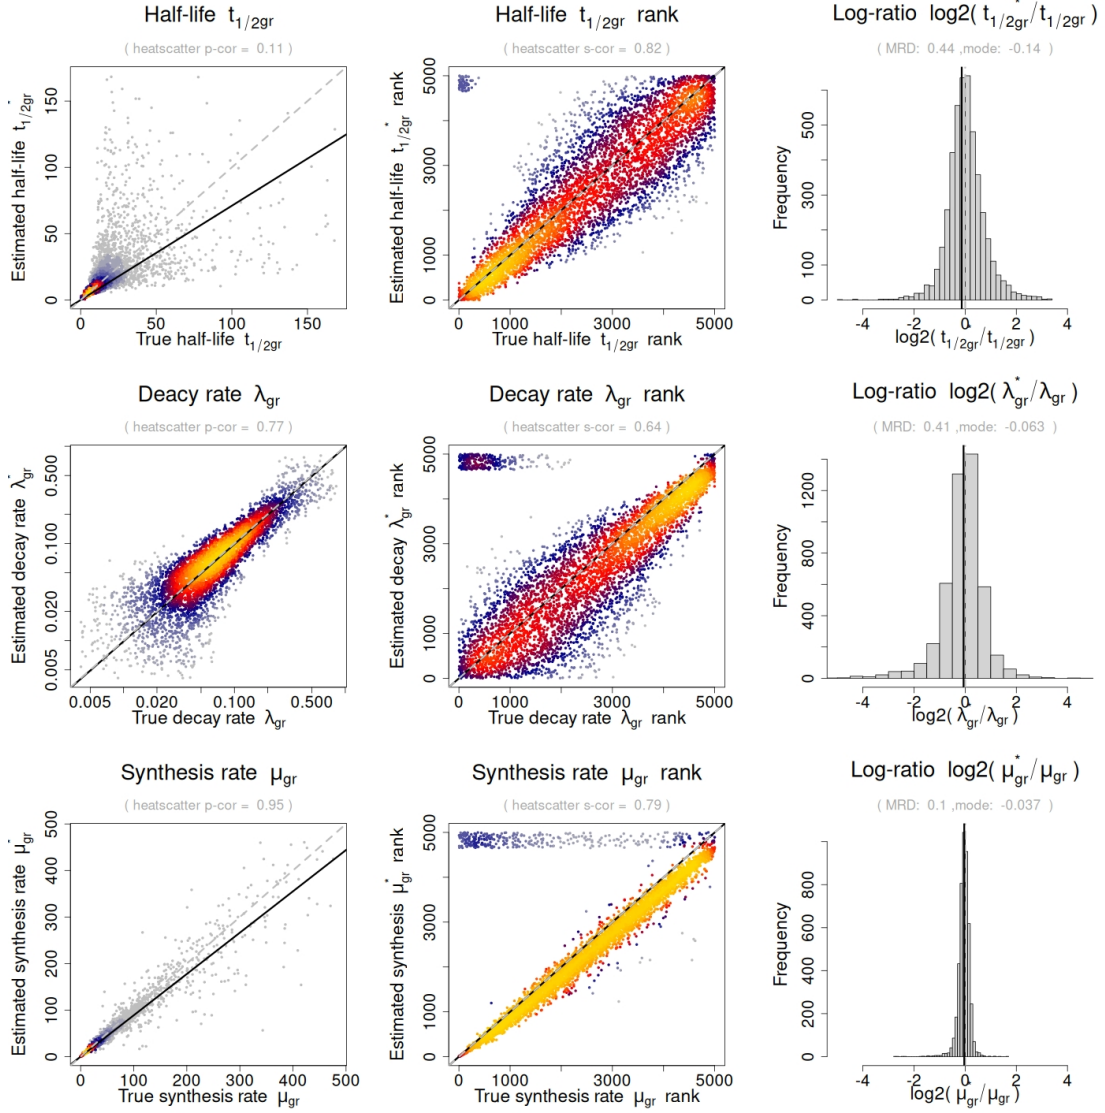 Half-life t1/2gr
( heatscatter p-cor = 0.11 )
Estimated half-life t*1/2gr
150
100
50
0
0 50 100 150
True half-life t1/2gr
Half-life t1/2gr rank
( heatscatter s-cor = 0.82 )
Estimated half-life t*1/2gr rank
5000
3000
1000
0
0 1000 3000 5000
True half-life t1/2gr rank
Log-ratio log2( t*1/2gr/t1/2gr )
( MRD: 0.44 ,mode: -0.14 )
Frequency
500
300
100
0
-4 -2 0 2 4
log2( t*1/2gr/t1/2gr )
Deacy rate λgr
( heatscatter p-cor = 0.77 )
Estimated decay rate λ*gr
0.500
0.100
0.020
0.005
0.005 0.020 0.100 0.500
True decay rate λgr
Decay rate λgr rank
( heatscatter s-cor = 0.64 )
Estimated decay λ*gr rank
5000
3000
1000
0
0 1000 3000 5000
True decay rate λgr rank
Log-ratio log2( λ*gr/λgr )
( MRD: 0.41 ,mode: -0.063 )
Frequency
1200
800
400
0
-4 -2 0 2 4
log2( λ*gr/λgr )
Synthesis rate μgr
( heatscatter p-cor = 0.95 )
Estimated synthesis rate μ*gr
500
400
300
200
100
0
0 100 200 300 400 500
True synthesis rate μgr
Synthesis rate μgr rank
( heatscatter s-cor = 0.79 )
Estimated synthesis μ*gr rank
5000
3000
1000
0
0 1000 3000 5000
True synthesis rate μgr rank
Log-ratio log2( μ*gr/μgr )
( MRD: 0.1 ,mode: -0.037 )
Frequency
800
600
400
200
0
-4 -2 0 2 4
log2( μ*gr/μgr )